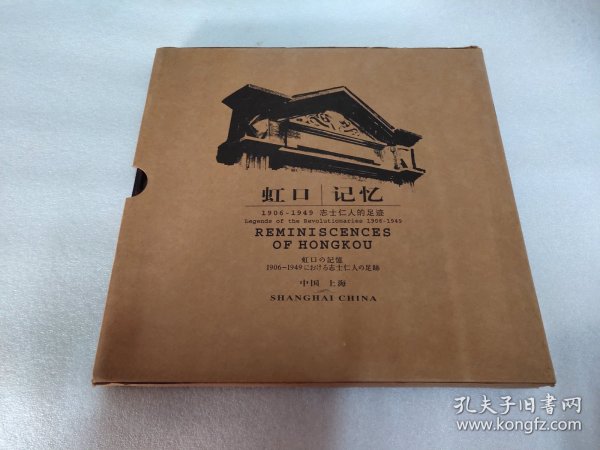 虹口 | 记忆
1906-1949 志士仁人的足迹
Legends of the Revolutionaries 1906-1949
REMINISCENCES
OF HONGKOU
虹口の記憶
1906-1949における志士仁人の足跡
中国 上海
SHANGHAI CHINA
孔夫子旧书网
www.kongfz.com